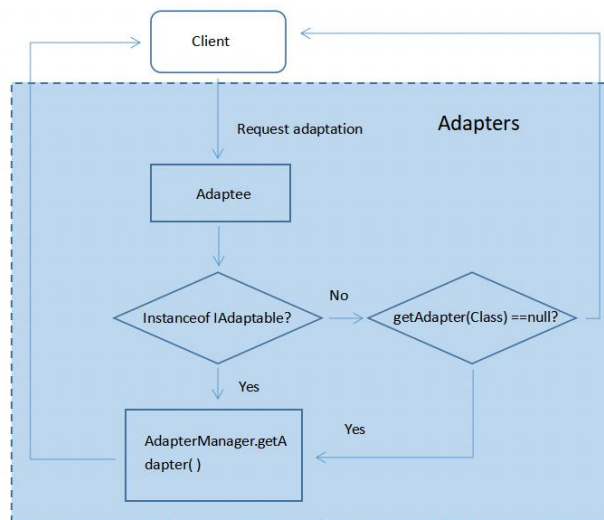 Client
Request adaptation
Adapters
Adaptee
Instanceof IAdaptable?
No
getAdapter(Class) ==null?
Yes
AdapterManager.getA
dapter( )
Yes